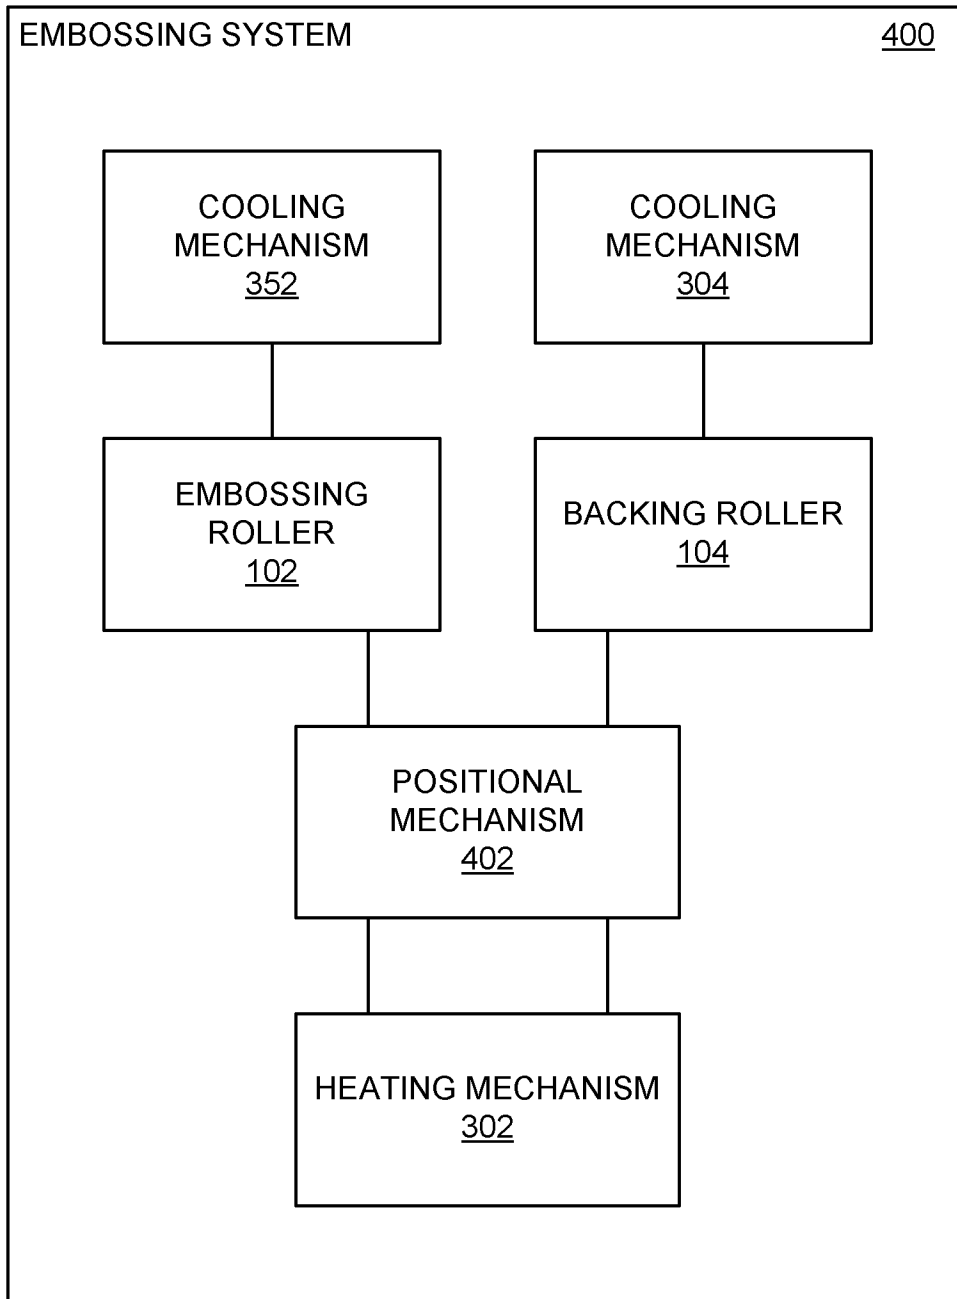 EMBOSSING SYSTEM 400
COOLING
MECHANISM
352
COOLING
MECHANISM
304
EMBOSSING
ROLLER
102
BACKING ROLLER
104
POSITIONAL
MECHANISM
402
HEATING MECHANISM
302